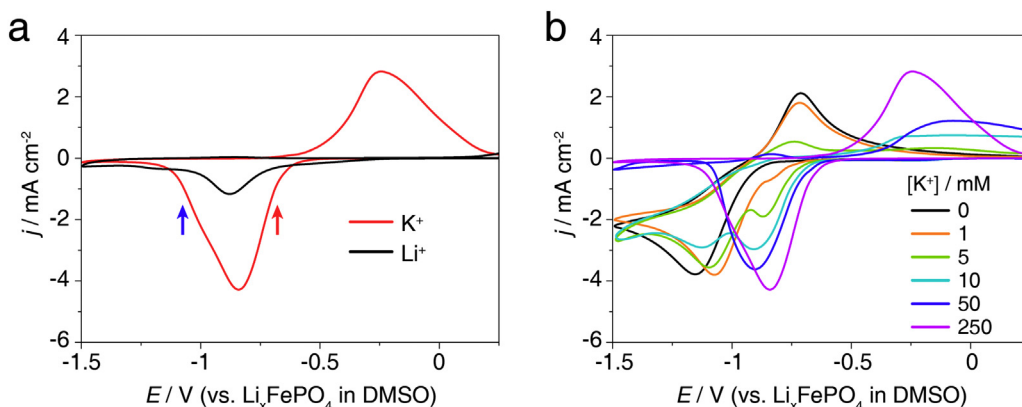 a
4
2
0
-2
-4
-6
j / mA cm⁻²
K⁺
Li⁺
-1.5 -1 -0.5 0
E / V (vs. LiₓFePO₄ in DMSO)
b
4
2
0
-2
-4
-6
j / mA cm⁻²
[K⁺] / mM
0
1
5
10
50
250
-1.5 -1 -0.5 0
E / V (vs. LiₓFePO₄ in DMSO)